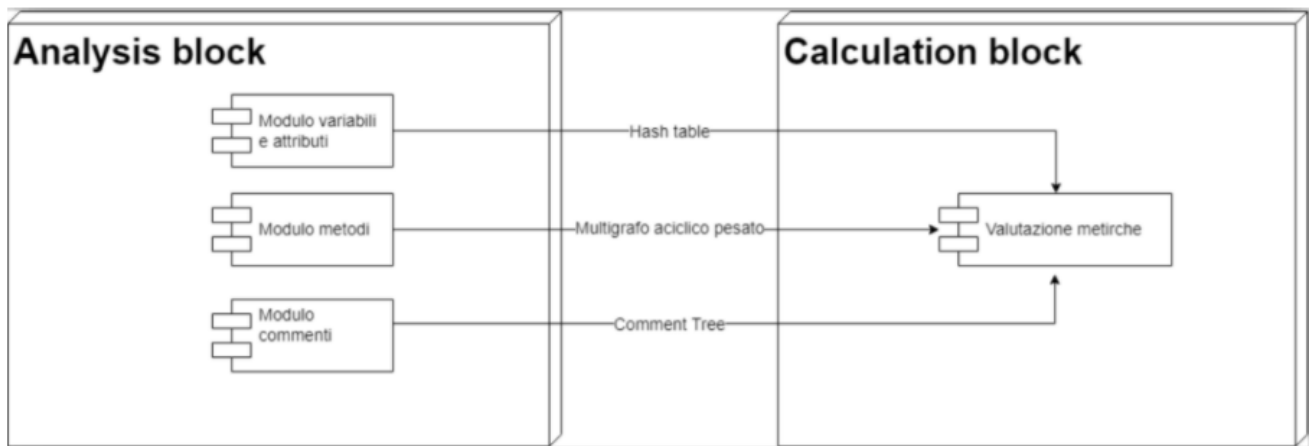 Analysis block
Calculation block
Modulo variabili
e attributi
Hash table
Modulo metodi
Multigrafo aciclico pesato
Valutazione metirche
Modulo
commenti
Comment Tree